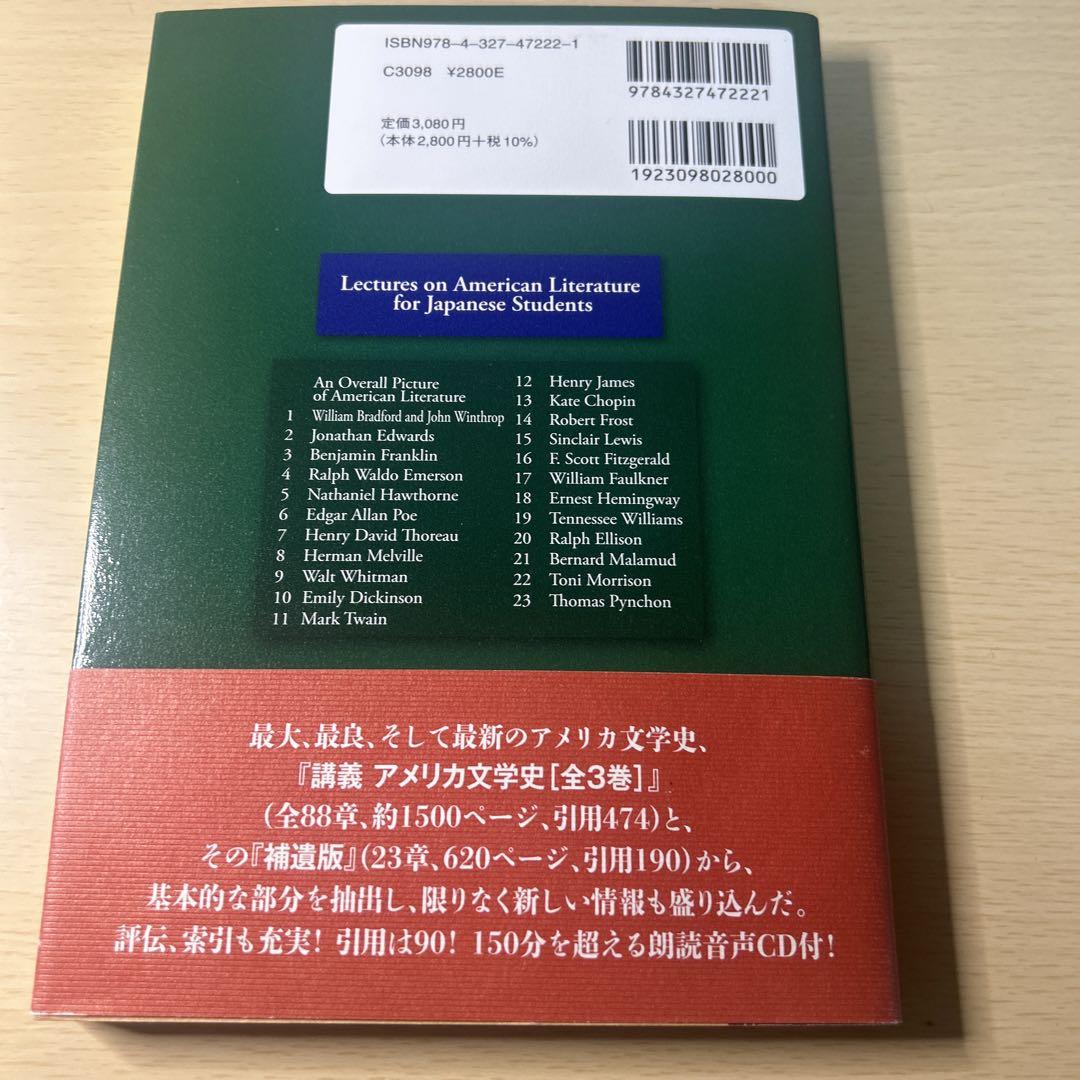 ISBN978-4-327-47222-1
C3098 ¥2800E
9784327472221
定価3,080円
(本体2,800円+税10%)
1923098028000
Lectures on American Literature
for Japanese Students
An Overall Picture
of American Literature
1 William Bradford and John Winthrop
2 Jonathan Edwards
3 Benjamin Franklin
4 Ralph Waldo Emerson
5 Nathaniel Hawthorne
6 Edgar Allan Poe
7 Henry David Thoreau
8 Herman Melville
9 Walt Whitman
10 Emily Dickinson
11 Mark Twain
12 Henry James
13 Kate Chopin
14 Robert Frost
15 Sinclair Lewis
16 F. Scott Fitzgerald
17 William Faulkner
18 Ernest Hemingway
19 Tennessee Williams
20 Ralph Ellison
21 Bernard Malamud
22 Toni Morrison
23 Thomas Pynchon
最大、最良、そして最新のアメリカ文学史、
『講義 アメリカ文学史[全3巻]』
(全88章、約1500ページ、引用474)と、
その『補遺版』(23章、620ページ、引用190)から、
基本的な部分を抽出し、限りなく新しい情報も盛り込んだ。
評伝、索引も充実! 引用は90! 150分を超える朗読音声CD付!